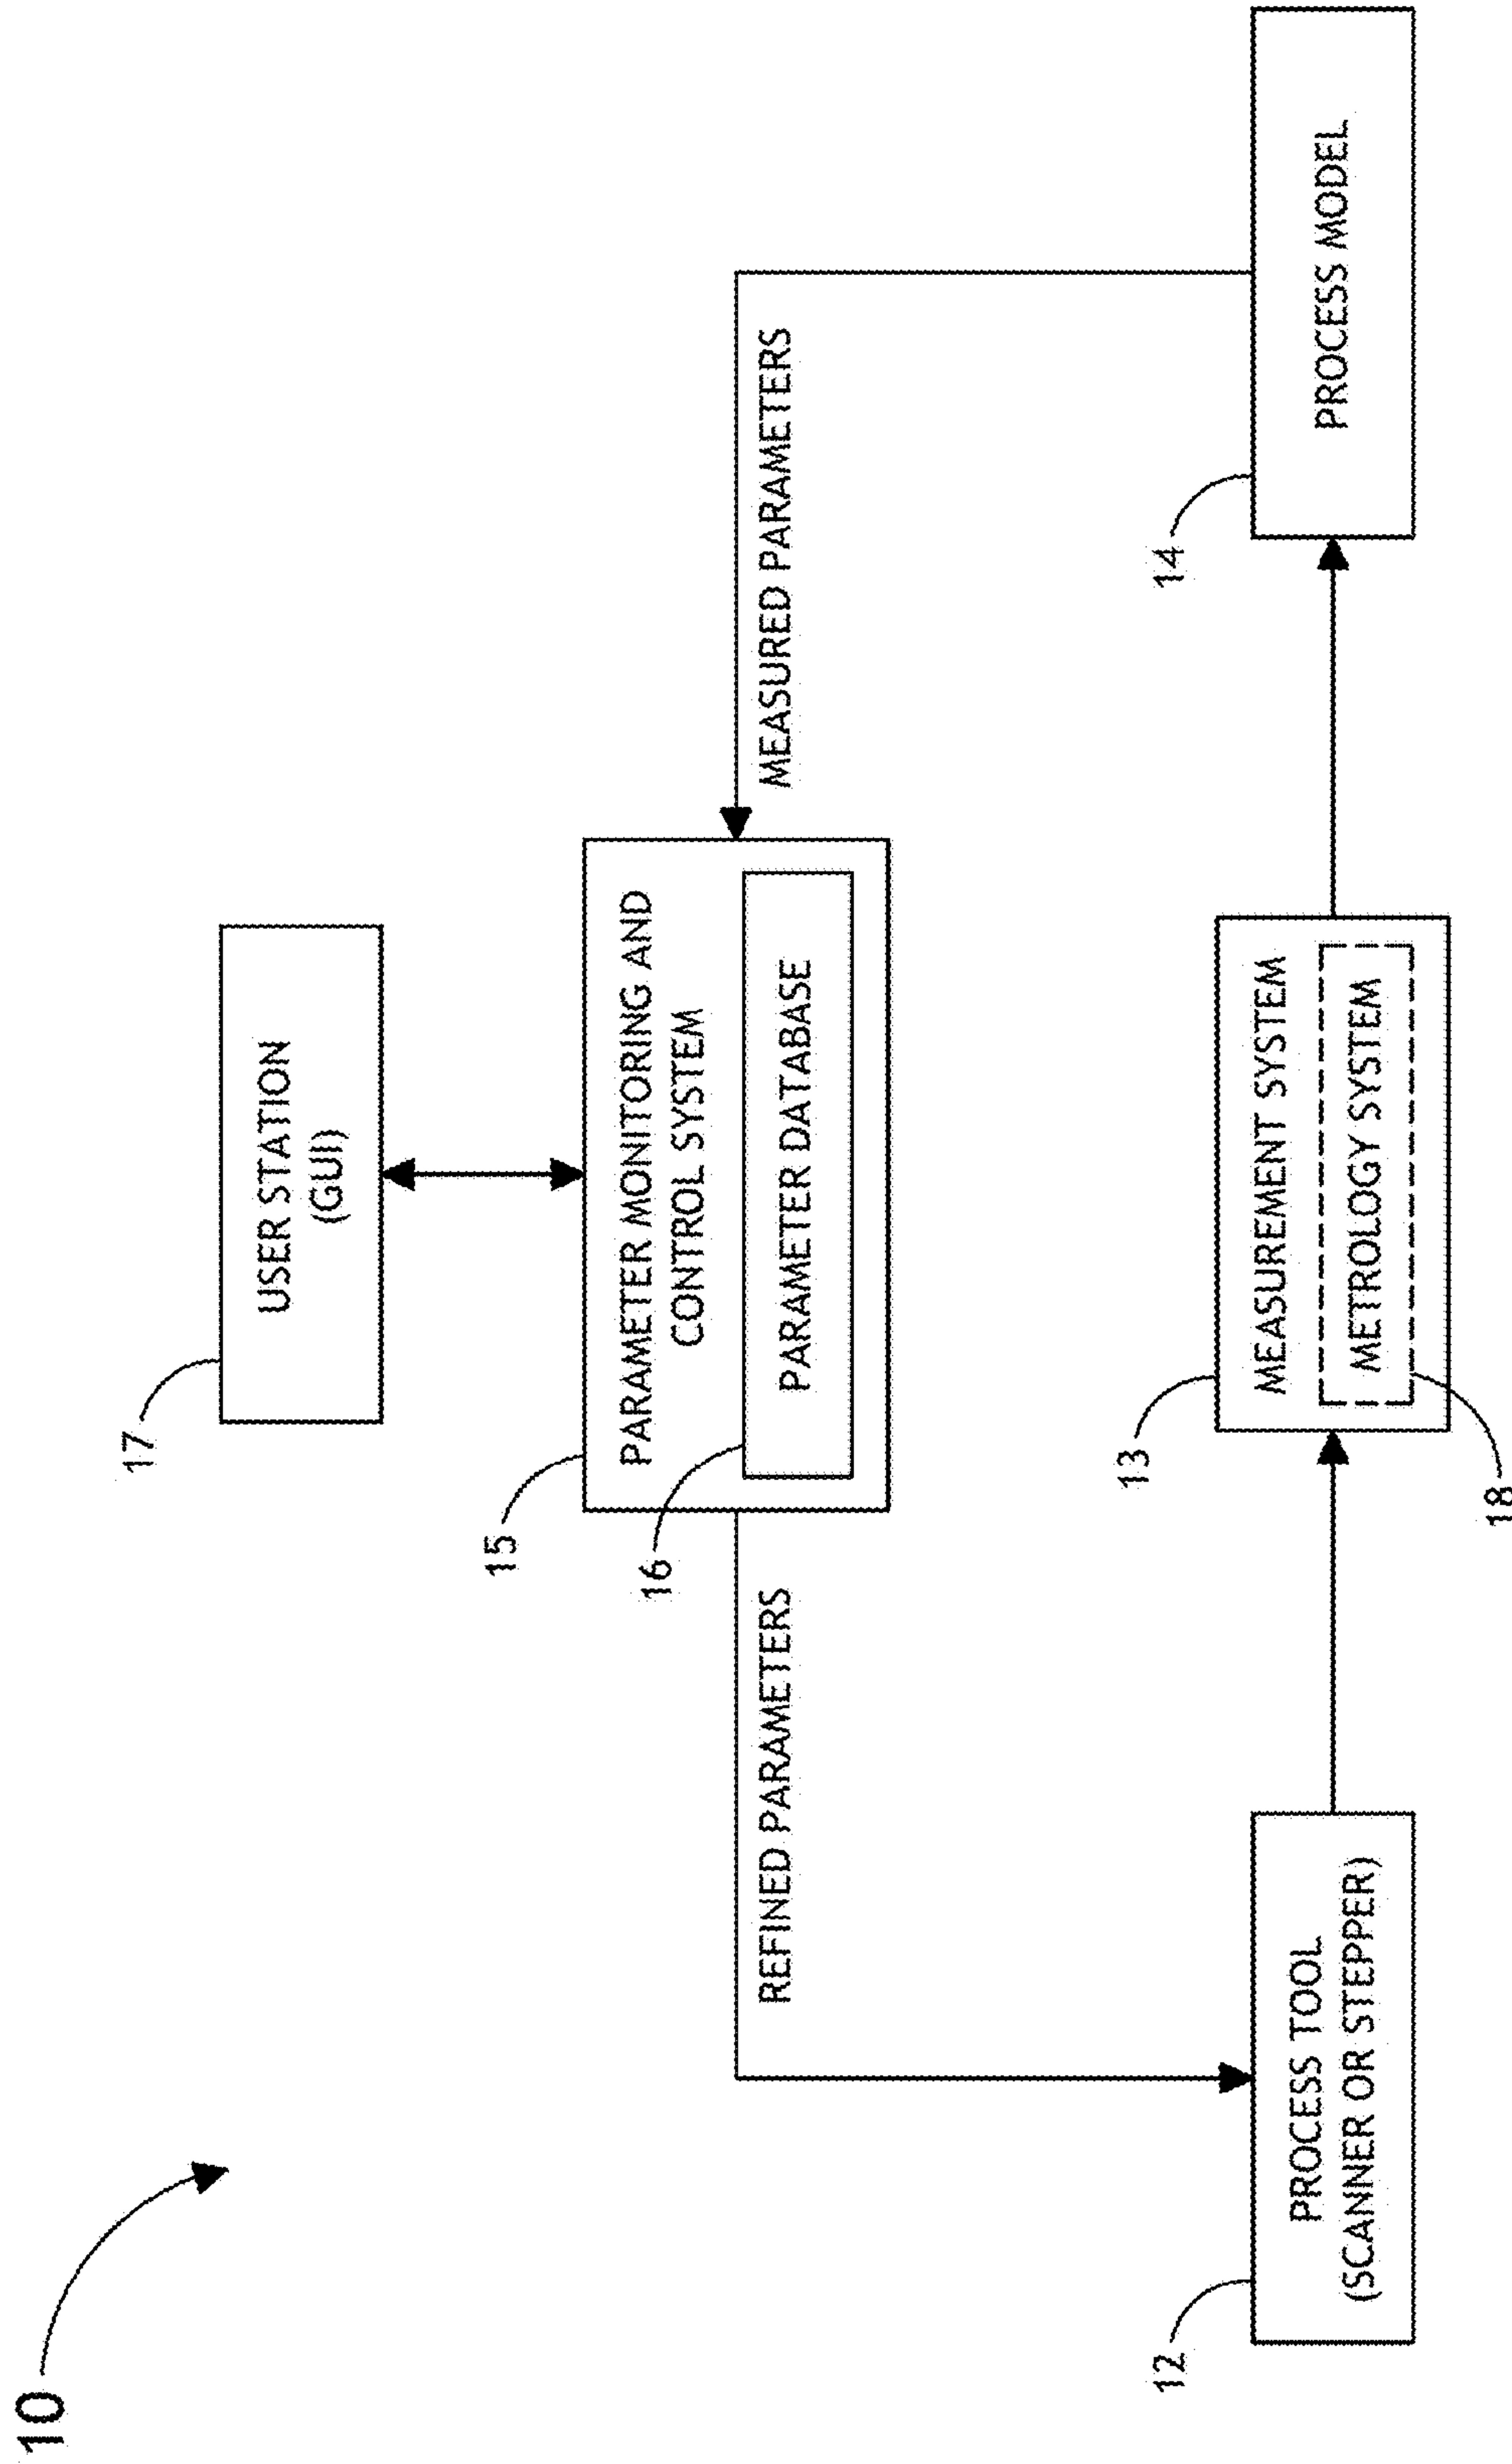 10
17
USER STATION
(GUI)
15
PARAMETER MONITORING AND
CONTROL SYSTEM
16
PARAMETER DATABASE
REFINED PARAMETERS
MEASURED PARAMETERS
12
PROCESS TOOL
(SCANNER OR STEPPER)
13
MEASUREMENT SYSTEM
METROLOGY SYSTEM
18
14
PROCESS MODEL